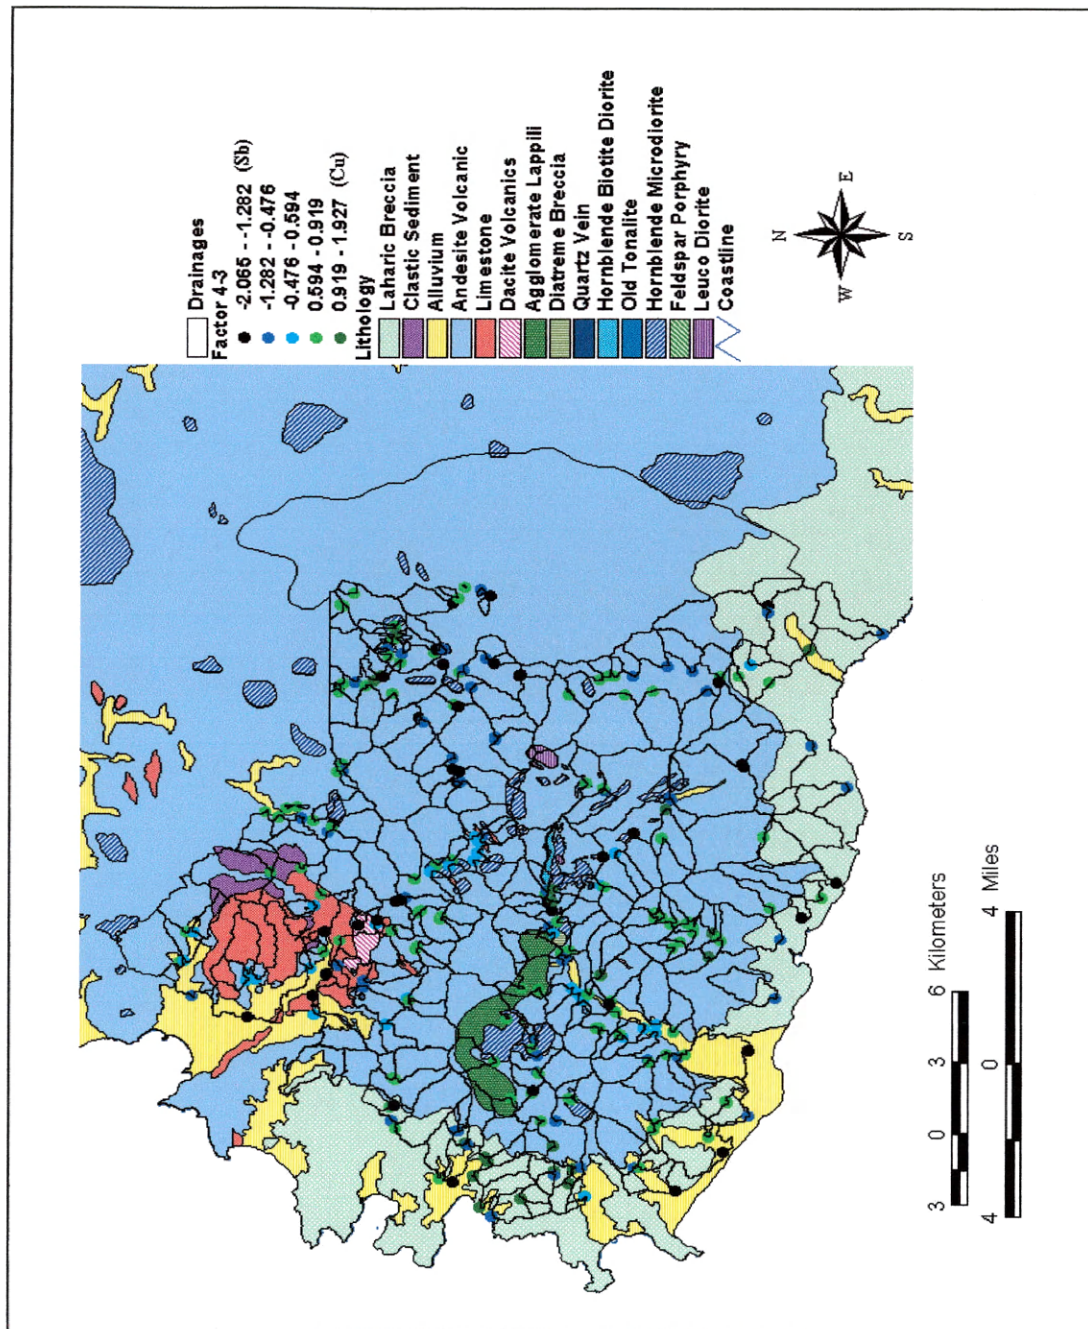 Drainages
Factor 4-3
-2.065 - -1.282 (Sb)
-1.282 - -0.476
-0.476 - 0.594
0.594 - 0.919
0.919 - 1.927 (Cu)
Lithology
Laharic Breccia
Clastic Sediment
Alluvium
Andesite Volcanic
Limestone
Dacite Volcanics
Agglomerate Lappili
Diatreme Breccia
Quartz Vein
Hornblende Biotite Diorite
Old Tonalite
Hornblende Microdiorite
Feldspar Porphyry
Leuco Diorite
Coastline
N
W E
S
3 0 3 6 Kilometers
4 0 4 Miles